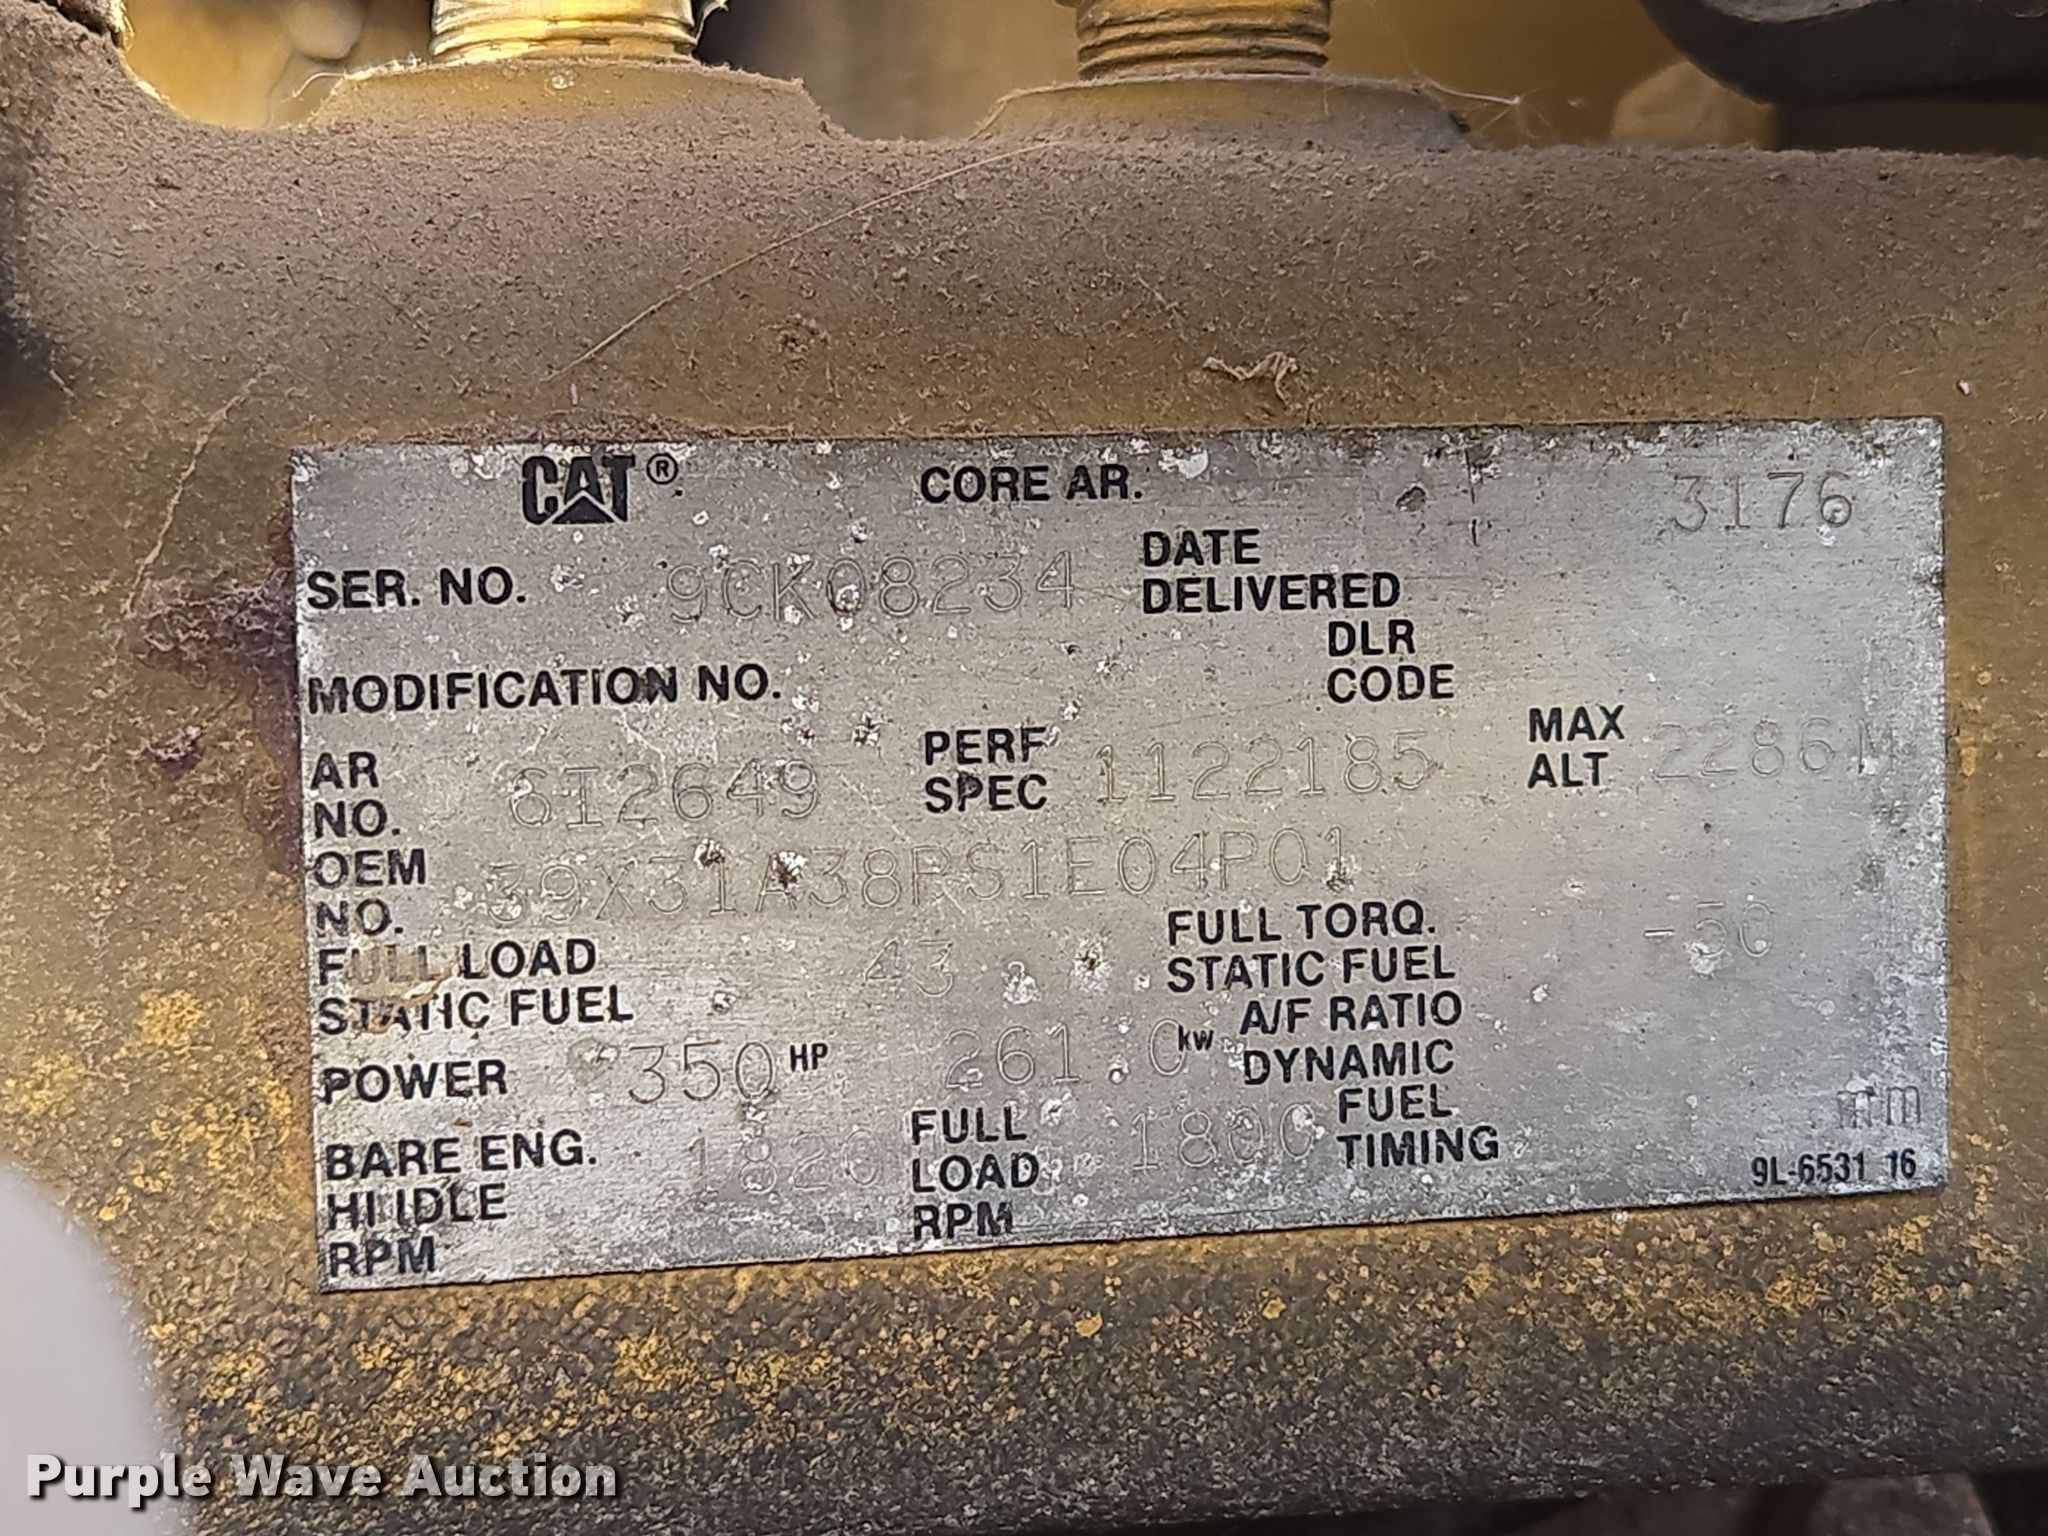 CAT® CORE AR. 3176
SER. NO. 9CK08234 DATE DELIVERED
DLR CODE
MODIFICATION NO.
AR NO. 6I2649 PERF SPEC 1122185 MAX ALT 2286M
OEM NO. 39X31A38RS1E04P01
FULL LOAD STATIC FUEL 43 FULL TORQ. STATIC FUEL -50
A/F RATIO DYNAMIC
POWER 350 HP 261.0 kw
FUEL TIMING mm
BARE ENG. HI IDLE RPM 1820 FULL LOAD RPM 1800
9L-6531 16
Purple Wave Auction